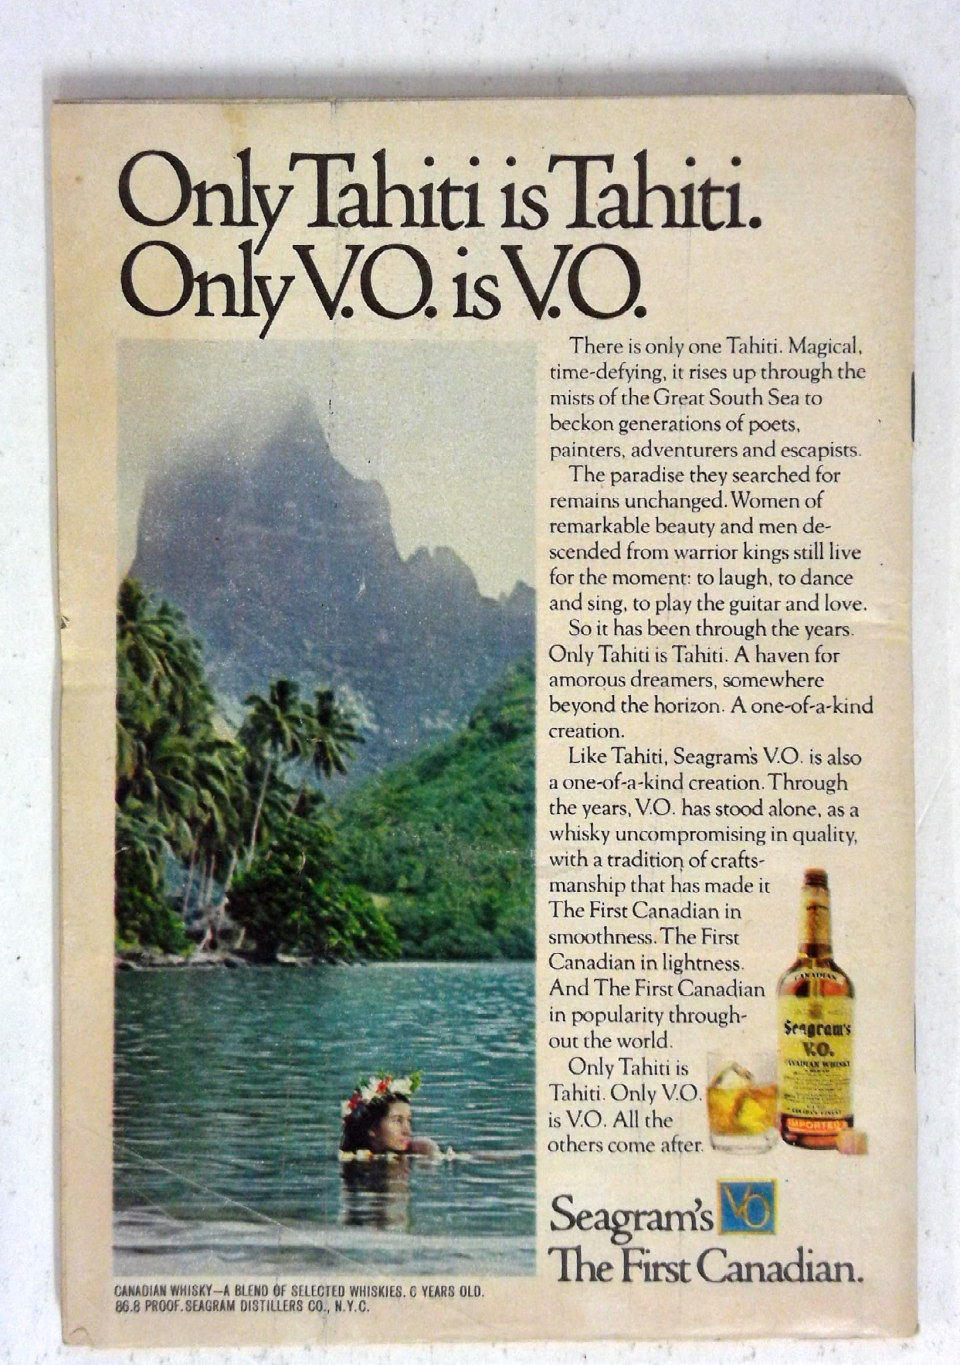 Only Tahiti is Tahiti.
Only V.O. is V.O.
There is only one Tahiti. Magical,
time-defying, it rises up through the
mists of the Great South Sea to
beckon generations of poets,
painters, adventurers and escapists.
The paradise they searched for
remains unchanged. Women of
remarkable beauty and men de-
scended from warrior kings still live
for the moment: to laugh, to dance
and sing, to play the guitar and love.
So it has been through the years.
Only Tahiti is Tahiti. A haven for
amorous dreamers, somewhere
beyond the horizon. A one-of-a-kind
creation.
Like Tahiti, Seagram's V.O. is also
a one-of-a-kind creation. Through
the years, V.O. has stood alone, as a
whisky uncompromising in quality,
with a tradition of crafts-
manship that has made it
The First Canadian in
smoothness. The First
Canadian in lightness.
And The First Canadian
in popularity through-
out the world.
Only Tahiti is
Tahiti. Only V.O.
is V.O. All the
others come after.
CANADIAN
Seagram's
V.O.
CANADIAN WHISKY
IMPORTED
Seagram's VO
The First Canadian.
CANADIAN WHISKY—A BLEND OF SELECTED WHISKIES. 6 YEARS OLD.
86.8 PROOF. SEAGRAM DISTILLERS CO., N.Y.C.